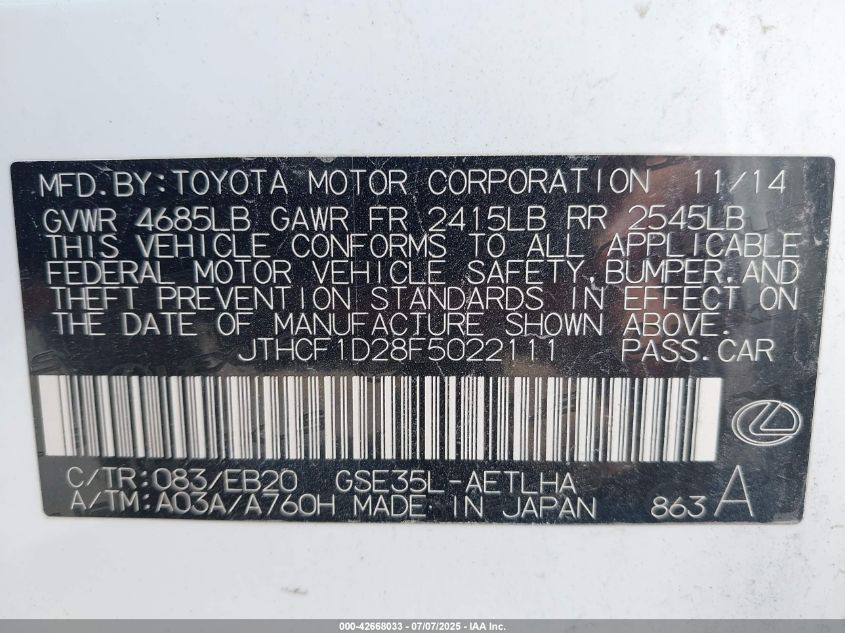 MFD.BY:TOYOTA MOTOR CORPORATION 11/14
GVWR 4685LB GAWR FR 2415LB RR 2545LB
THIS VEHICLE CONFORMS TO ALL APPLICABLE
FEDERAL MOTOR VEHICLE SAFETY,BUMPER,AND
THEFT PREVENTION STANDARDS IN EFFECT ON
THE DATE OF MANUFACTURE SHOWN ABOVE.
JTHCF1D28F5022111 PASS.CAR
C/TR:083/EB20 GSE35L-AETLHA
A/TM:A03A/A760H MADE IN JAPAN 863 A
000-42668033 - 07/07/2025 - IAA Inc.